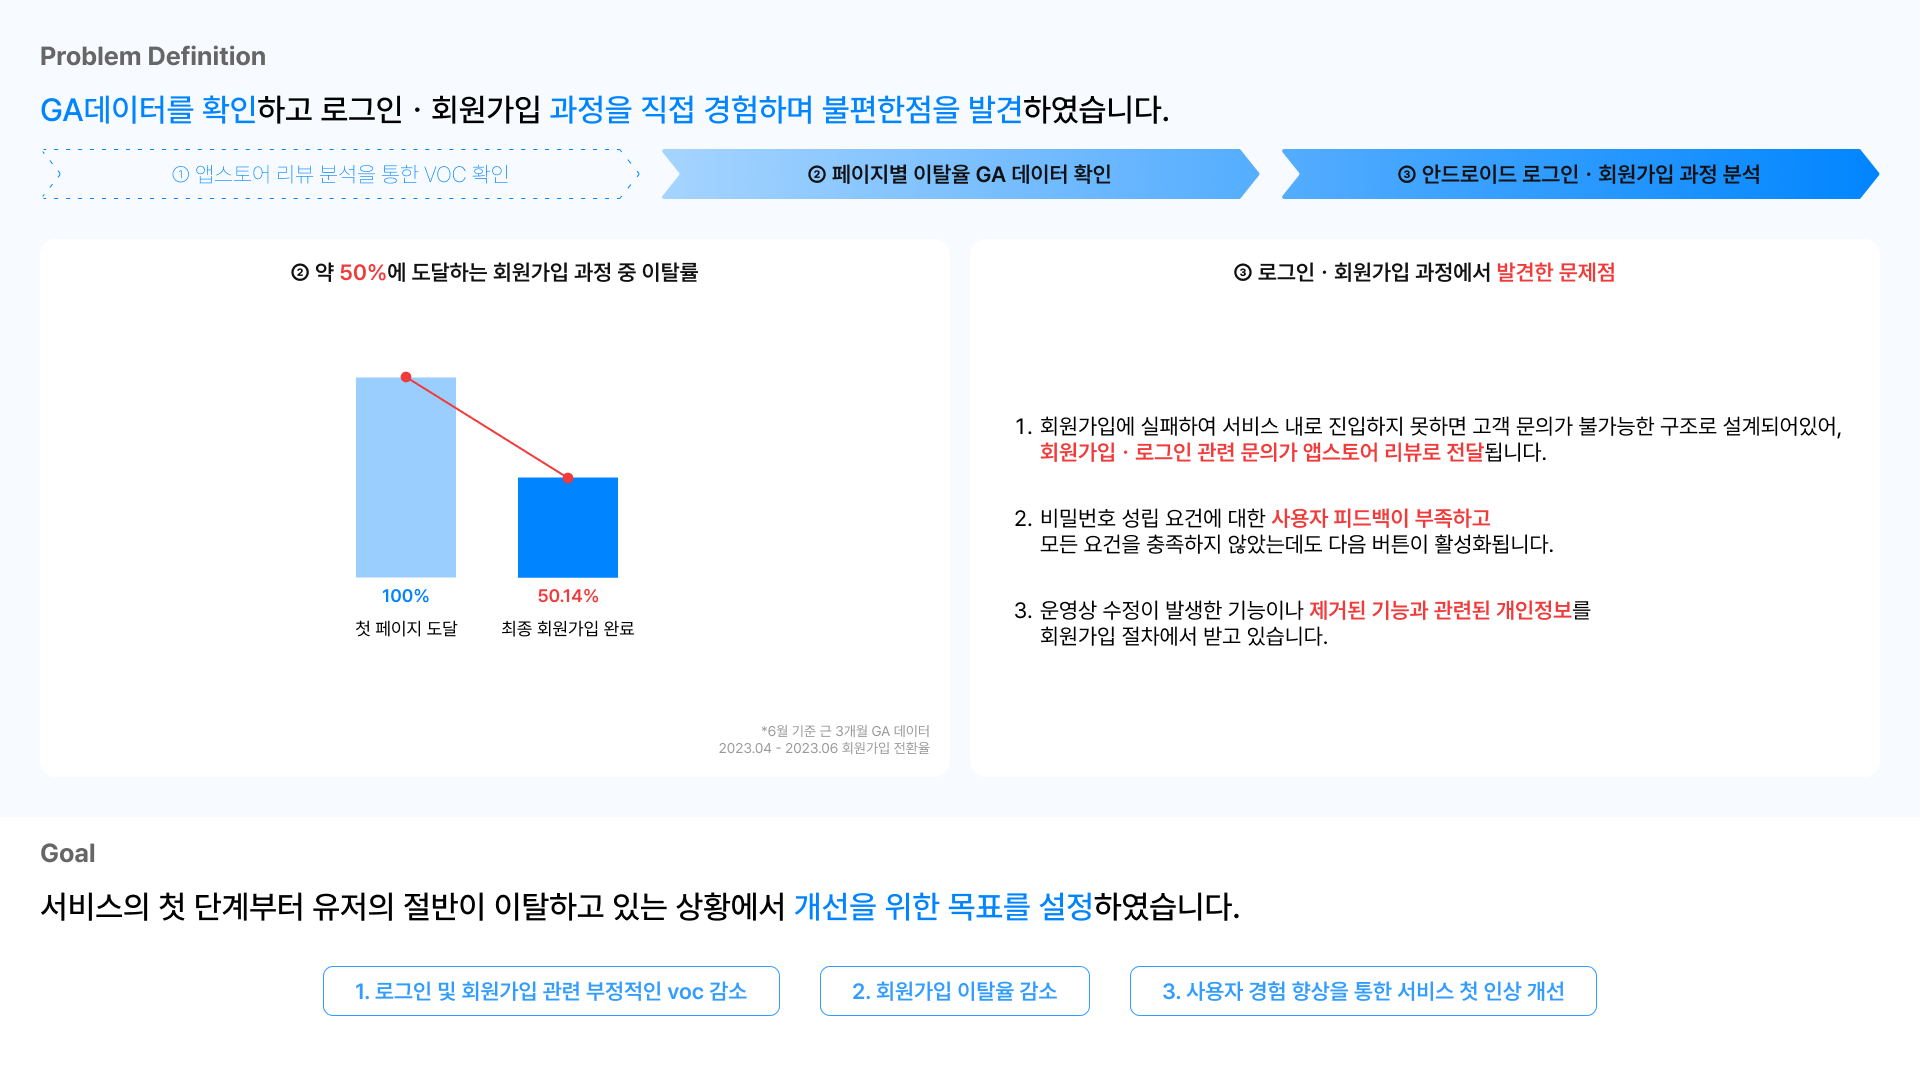 Problem Definition
GA데이터를 확인하고 로그인 · 회원가입 과정을 직접 경험하며 불편한점을 발견하였습니다.
① 앱스토어 리뷰 분석을 통한 VOC 확인
② 페이지별 이탈율 GA 데이터 확인
③ 안드로이드 로그인 · 회원가입 과정 분석
② 약 50%에 도달하는 회원가입 과정 중 이탈률
100%
50.14%
첫 페이지 도달
최종 회원가입 완료
*6월 기준 근 3개월 GA 데이터
2023.04 - 2023.06 회원가입 전환율
③ 로그인 · 회원가입 과정에서 발견한 문제점
1. 회원가입에 실패하여 서비스 내로 진입하지 못하면 고객 문의가 불가능한 구조로 설계되어있어,
회원가입 · 로그인 관련 문의가 앱스토어 리뷰로 전달됩니다.
2. 비밀번호 성립 요건에 대한 사용자 피드백이 부족하고
모든 요건을 충족하지 않았는데도 다음 버튼이 활성화됩니다.
3. 운영상 수정이 발생한 기능이나 제거된 기능과 관련된 개인정보를
회원가입 절차에서 받고 있습니다.
Goal
서비스의 첫 단계부터 유저의 절반이 이탈하고 있는 상황에서 개선을 위한 목표를 설정하였습니다.
1. 로그인 및 회원가입 관련 부정적인 voc 감소
2. 회원가입 이탈율 감소
3. 사용자 경험 향상을 통한 서비스 첫 인상 개선